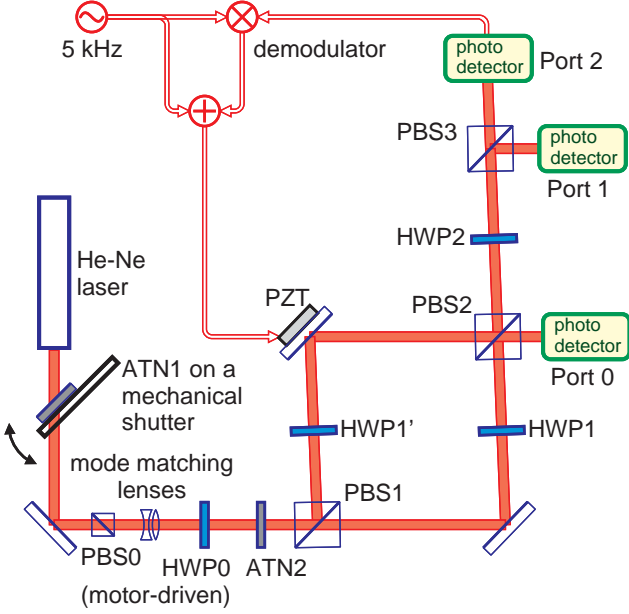 5 kHz
demodulator
photo
detector
Port 2
PBS3
photo
detector
Port 1
HWP2
He-Ne
laser
PZT
PBS2
photo
detector
Port 0
ATN1 on a
mechanical
shutter
HWP1’
HWP1
mode matching
lenses
PBS1
PBS0
HWP0
ATN2
(motor-driven)